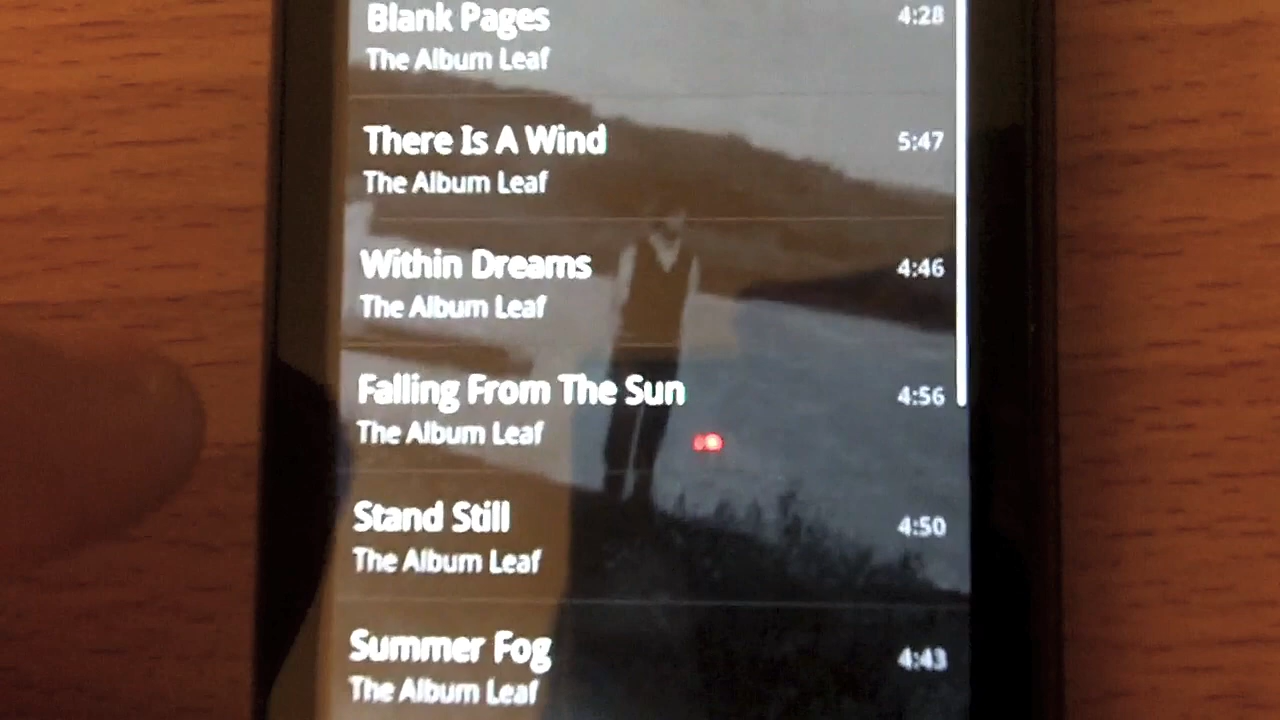 Blank Pages 4:28
The Album Leaf
There Is A Wind 5:47
The Album Leaf
Within Dreams 4:46
The Album Leaf
Falling From The Sun 4:56
The Album Leaf
Stand Still 4:50
The Album Leaf
Summer Fog 4:43
The Album Leaf